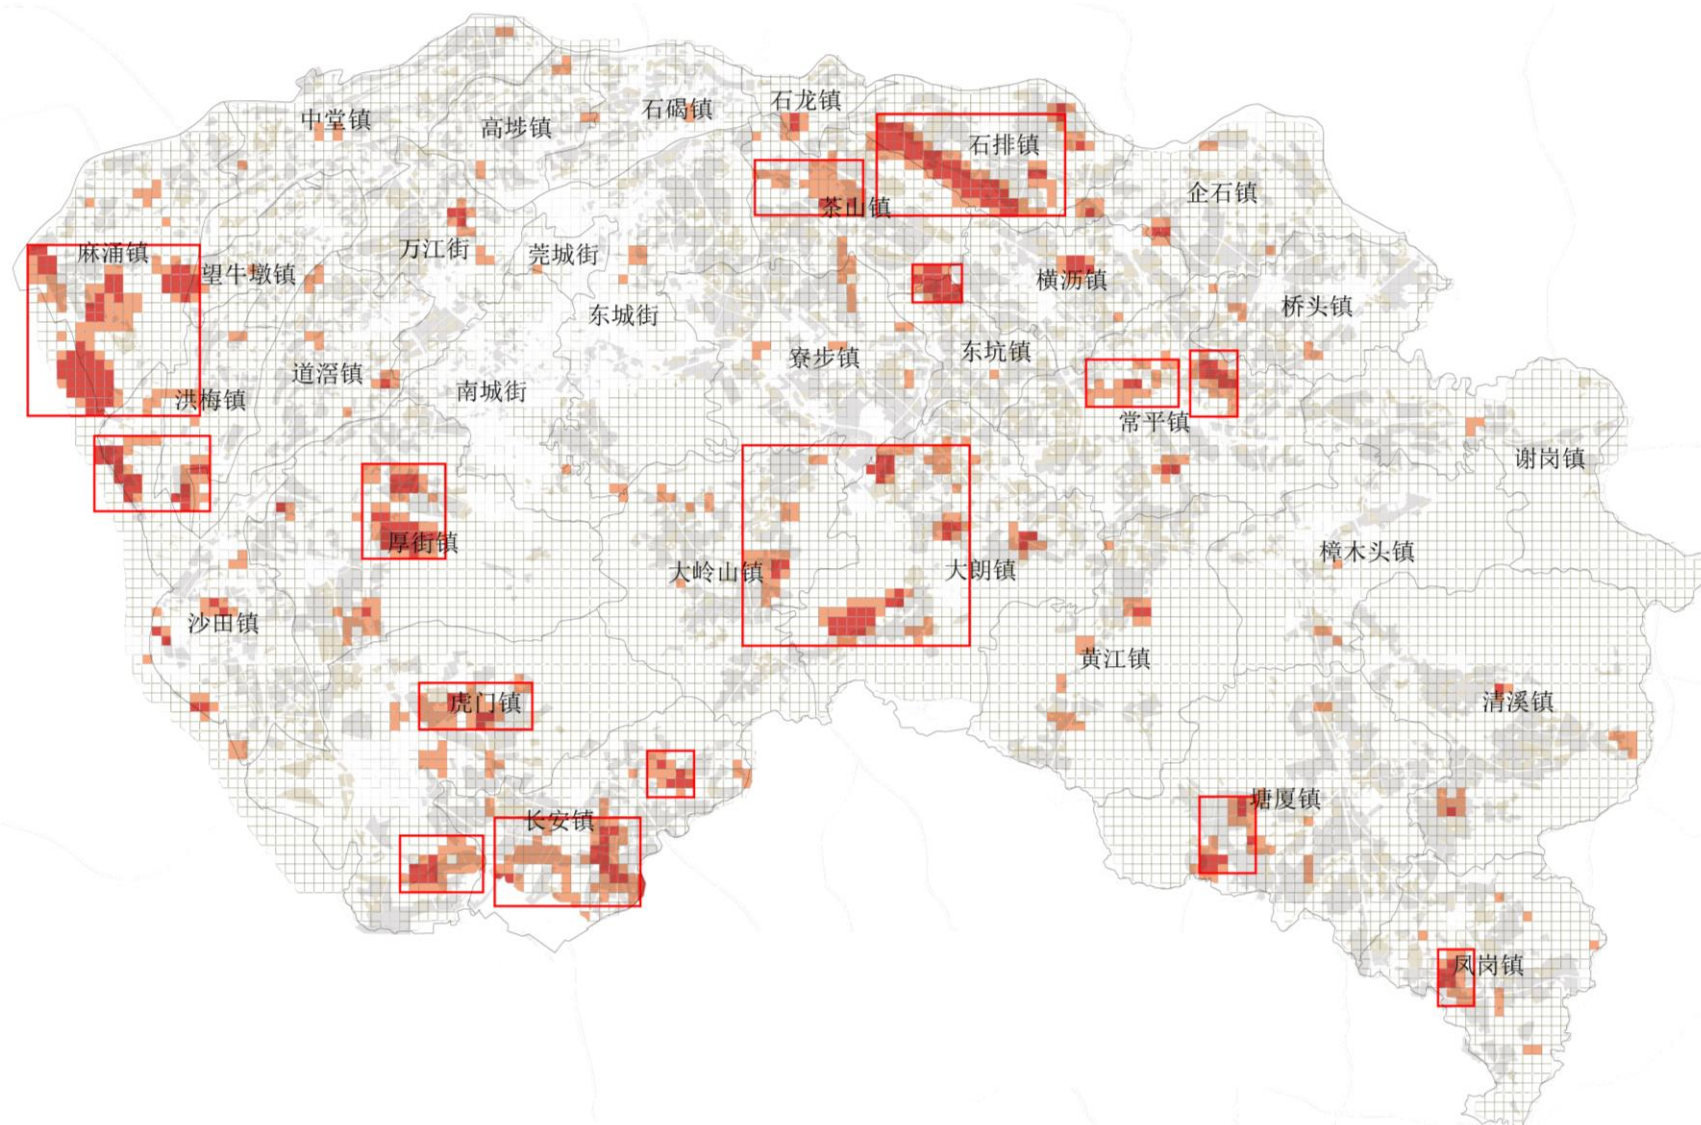 石龙镇
石碣镇
中堂镇
高埗镇
石排镇
企石镇
茶山镇
麻涌镇
万江街
莞城街
望牛墩镇
横沥镇
桥头镇
东城街
东坑镇
寮步镇
道滘镇
南城街
洪梅镇
常平镇
谢岗镇
厚街镇
樟木头镇
大岭山镇
大朗镇
沙田镇
黄江镇
虎门镇
清溪镇
塘厦镇
长安镇
凤岗镇